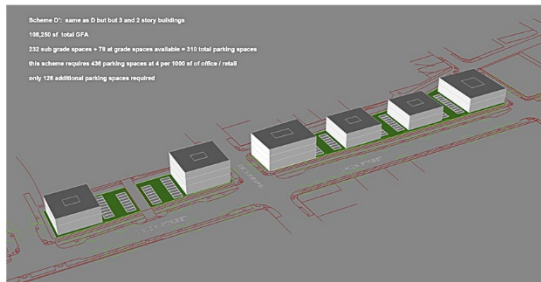 Scheme D': same as D but but 3 and 2 story buildings
108,250 sf total GFA
232 sub grade spaces + 78 at grade spaces available = 310 total parking spaces
this scheme requires 436 parking spaces at 4 per 1000 sf of office / retail
only 126 additional parking spaces required